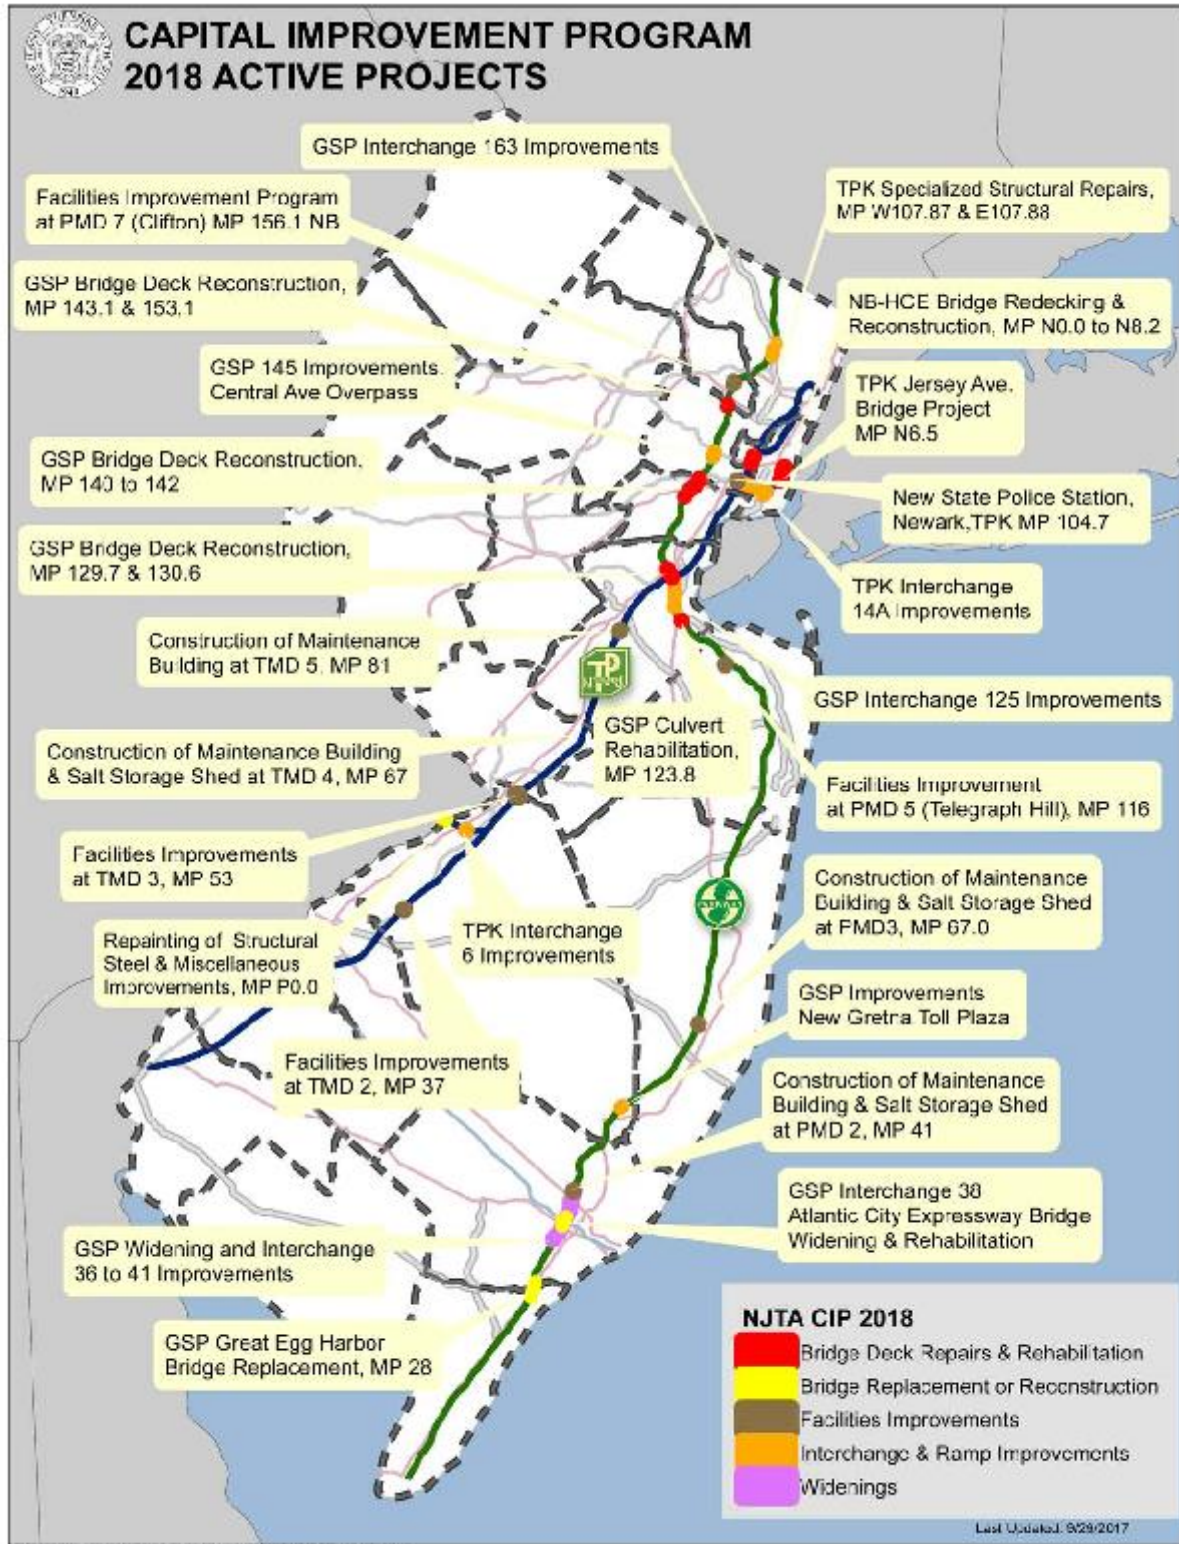 CAPITAL IMPROVEMENT PROGRAM
2018 ACTIVE PROJECTS
GSP Interchange 163 Improvements
Facilities Improvement Program
at PMD 7 (Clifton) MP 156.1 NB
TPK Specialized Structural Repairs,
MP W107.87 & E107.88
GSP Bridge Deck Reconstruction,
MP 143.1 & 153.1
NB-HCE Bridge Redecking &
Reconstruction, MP N0.0 to N8.2
GSP 145 Improvements.
Central Ave Overpass
TPK Jersey Ave.
Bridge Project
MP N6.5
GSP Bridge Deck Reconstruction.
MP 140 to 142
New State Police Station,
Newark,TPK MP 104.7
GSP Bridge Deck Reconstruction,
MP 129.7 & 130.6
TPK Interchange
14A Improvements
Construction of Maintenance
Building at TMD 5, MP 81
GSP Interchange 125 Improvements
GSP Culvert
Rehabilitation,
MP 123.8
Construction of Maintenance Building
& Salt Storage Shed at TMD 4, MP 67
Facilities Improvement
at PMD 5 (Telegraph Hill), MP 116
Facilities Improvements
at TMD 3, MP 53
Construction of Maintenance
Building & Salt Storage Shed
at PMD3, MP 67.0
TPK Interchange
6 Improvements
Repainting of Structural
Steel & Miscellaneous
Improvements, MP P0.0
GSP Improvements
New Gretna Toll Plaza
Facilities Improvements
at TMD 2, MP 37
Construction of Maintenance
Building & Salt Storage Shed
at PMD 2, MP 41
GSP Interchange 38
Atlantic City Expressway Bridge
Widening & Rehabilitation
GSP Widening and Interchange
36 to 41 Improvements
GSP Great Egg Harbor
Bridge Replacement, MP 28
NJTA CIP 2018
Bridge Deck Repairs & Rehabilitation
Bridge Replacement or Reconstruction
Facilities Improvements
Interchange & Ramp Improvements
Widenings
Last Updated: 9/29/2017